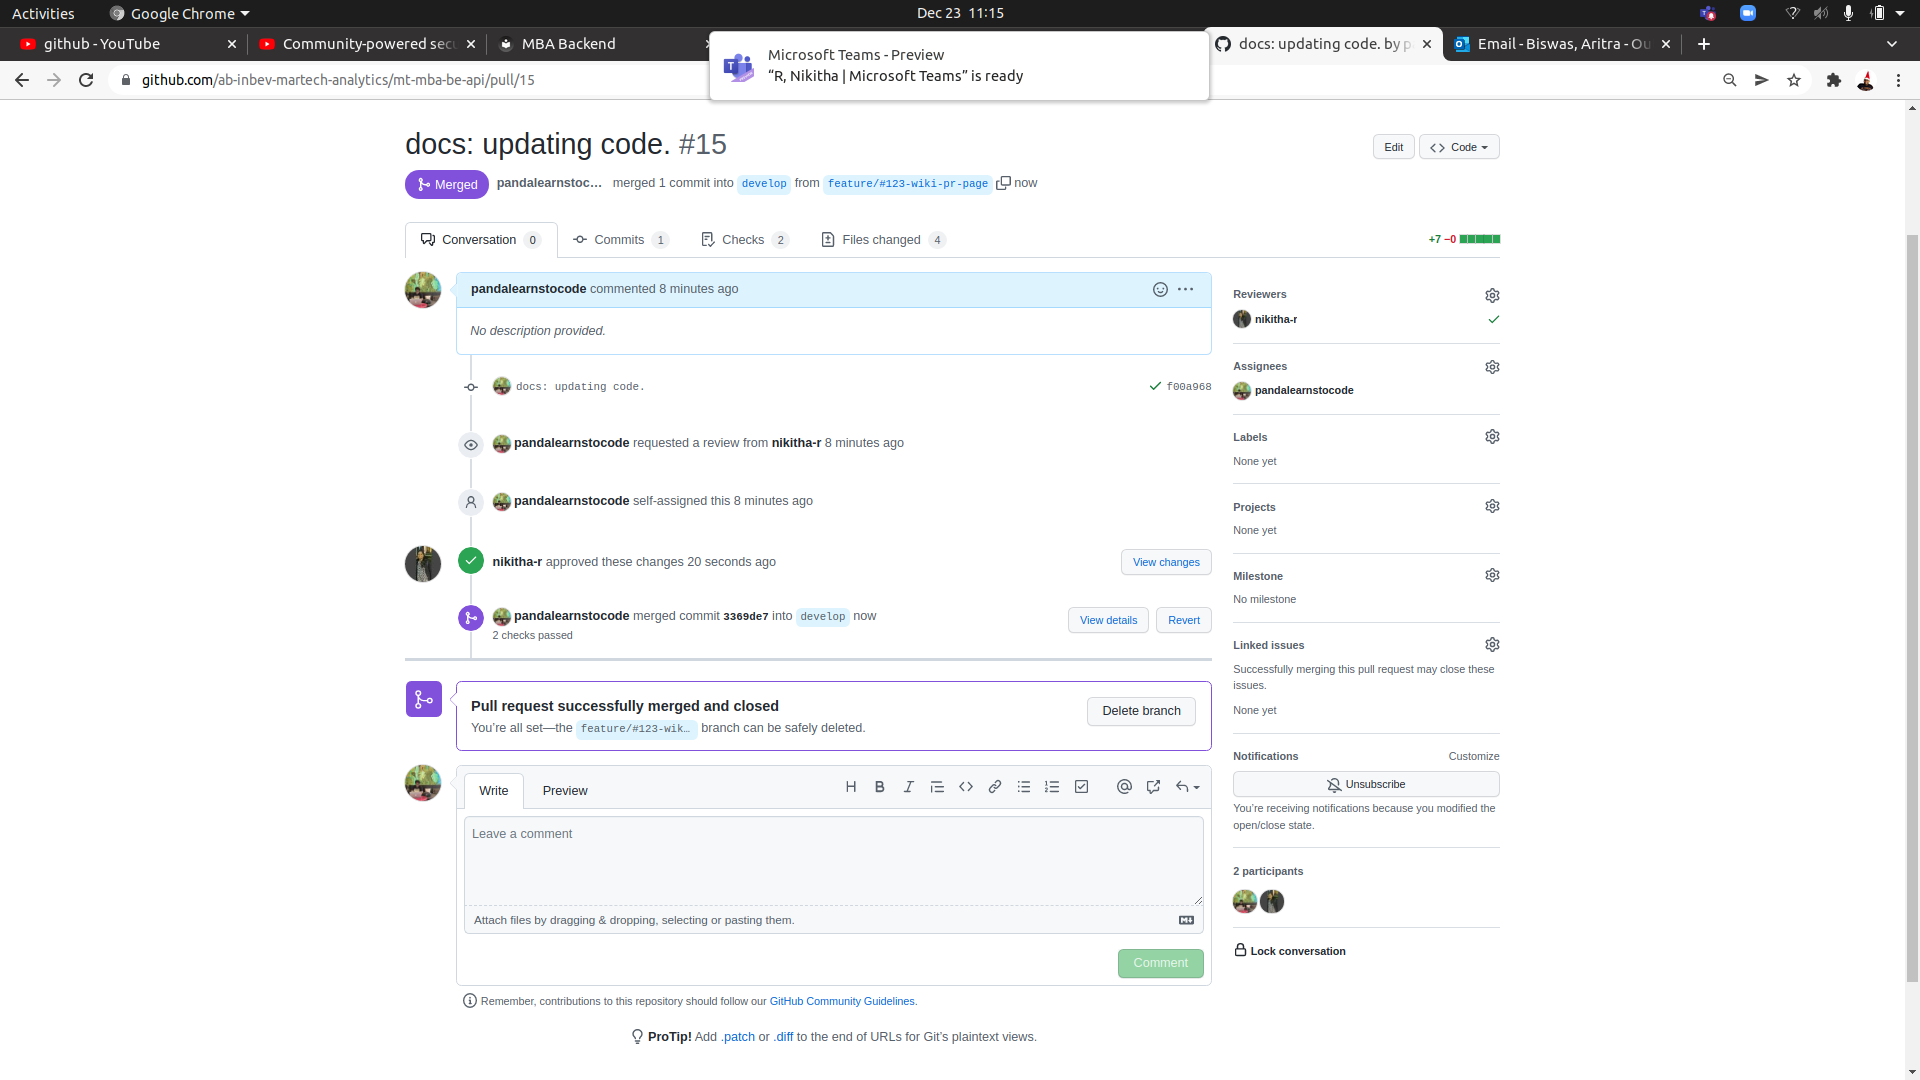 Activities
Google Chrome
Dec 23 11:15
github - YouTube
Community-powered sec
MBA Backend
docs: updating code. by p
Email - Biswas, Aritra - Ou
Microsoft Teams - Preview
“R, Nikitha | Microsoft Teams” is ready
github.com/ab-inbev-martech-analytics/mt-mba-be-api/pull/15
docs: updating code. #15
Edit
Code
Merged
pandalearnstoc… merged 1 commit into develop from feature/#123-wiki-pr-page now
Conversation 0
Commits 1
Checks 2
Files changed 4
+7 −0
pandalearnstocode commented 8 minutes ago
No description provided.
docs: updating code.
f00a968
pandalearnstocode requested a review from nikitha-r 8 minutes ago
pandalearnstocode self-assigned this 8 minutes ago
nikitha-r approved these changes 20 seconds ago
View changes
pandalearnstocode merged commit 3369de7 into develop now
2 checks passed
View details
Revert
Pull request successfully merged and closed
You’re all set—the feature/#123-wik… branch can be safely deleted.
Delete branch
Write
Preview
Leave a comment
Attach files by dragging & dropping, selecting or pasting them.
Comment
Remember, contributions to this repository should follow our GitHub Community Guidelines.
ProTip! Add .patch or .diff to the end of URLs for Git’s plaintext views.
Reviewers
nikitha-r
Assignees
pandalearnstocode
Labels
None yet
Projects
None yet
Milestone
No milestone
Linked issues
Successfully merging this pull request may close these
issues.
None yet
Notifications
Customize
Unsubscribe
You’re receiving notifications because you modified the
open/close state.
2 participants
Lock conversation